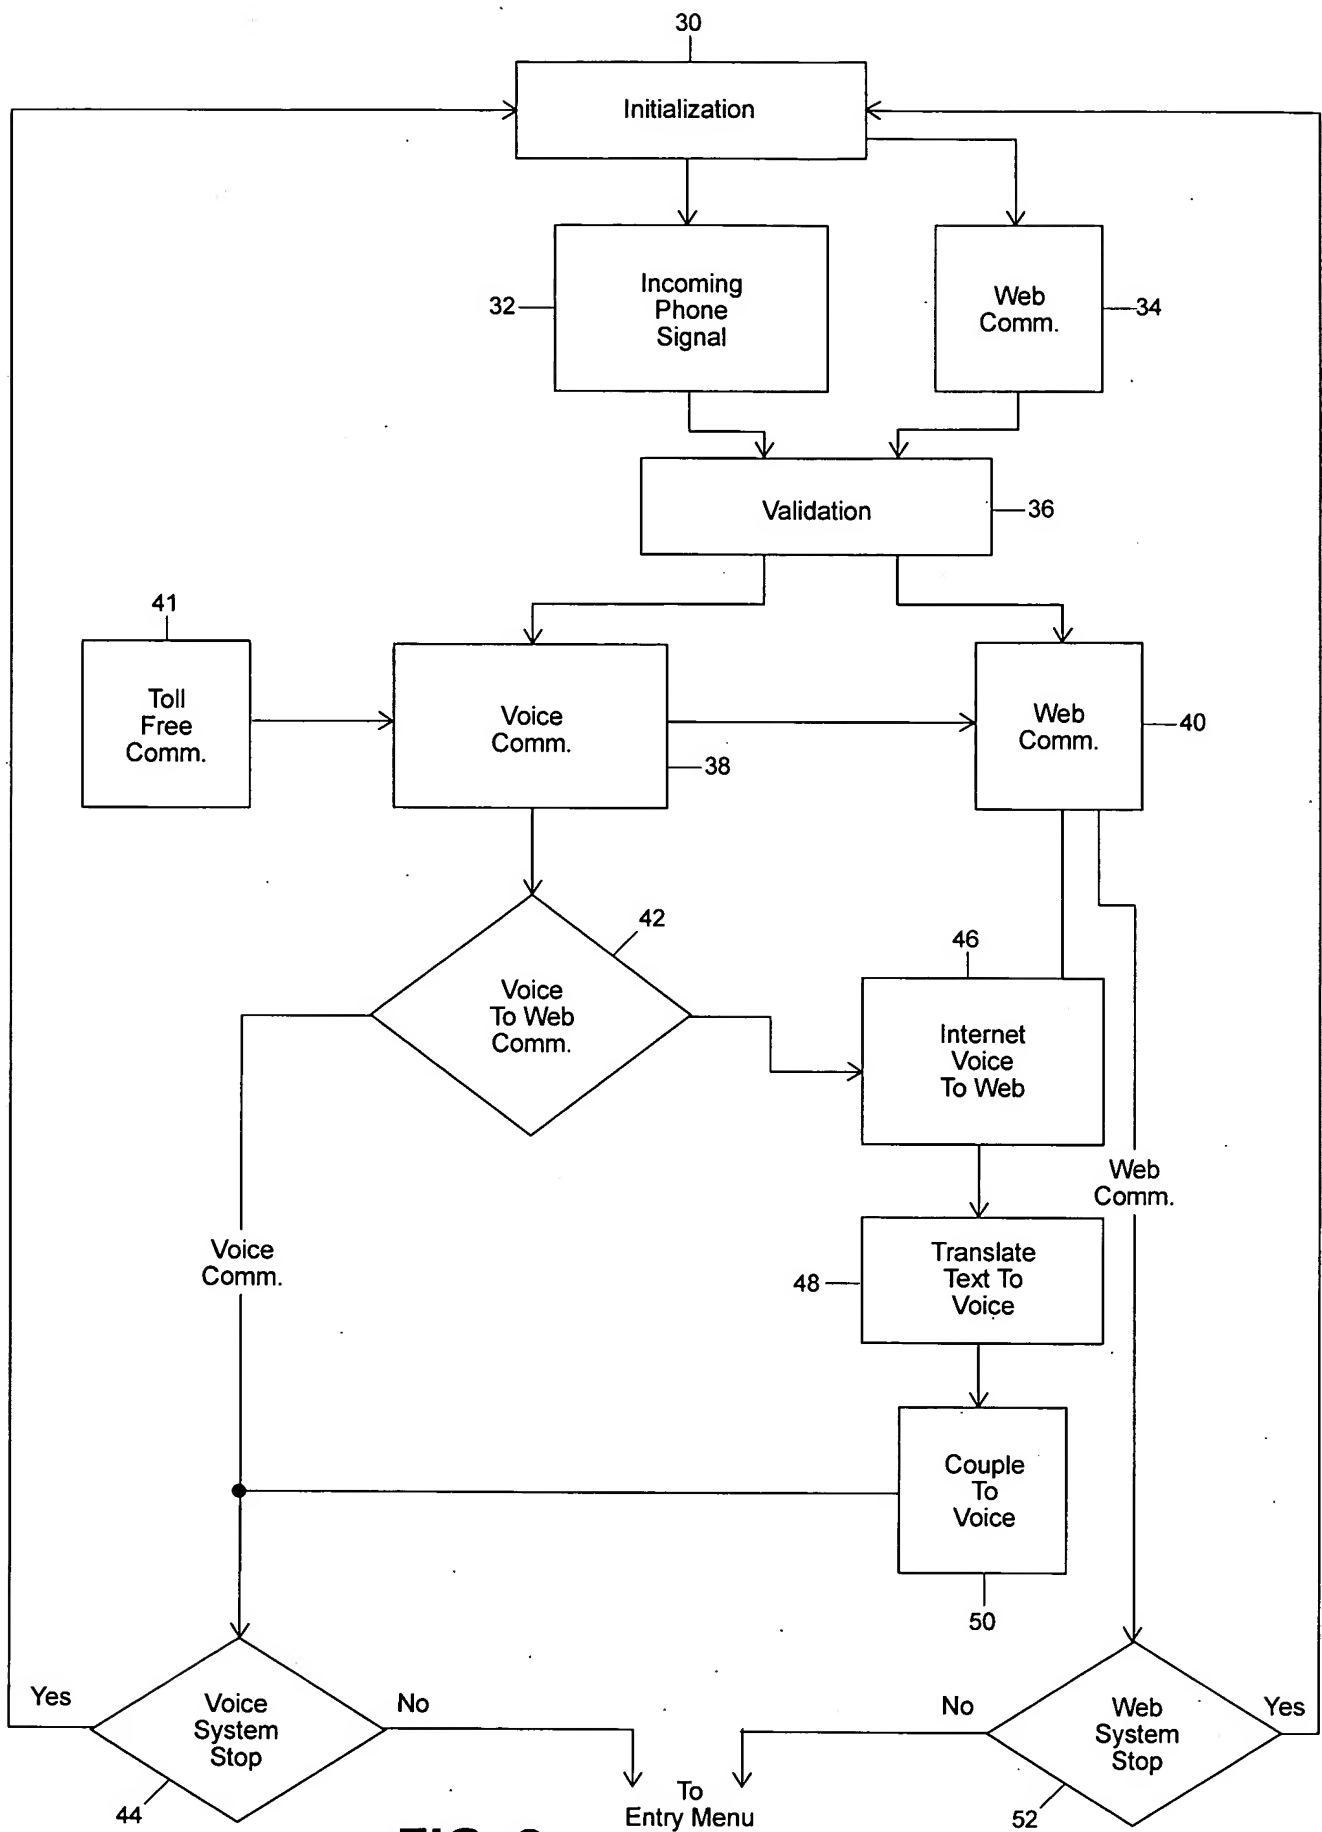 30
Initialization
Incoming
Phone
Signal
32
Web
Comm.
34
Validation
36
41
Toll
Free
Comm.
Voice
Comm.
38
Web
Comm.
40
42
Voice
To Web
Comm.
46
Internet
Voice
To Web
Web
Comm.
Voice
Comm.
48
Translate
Text To
Voice
Couple
To
Voice
50
Yes
Voice
System
Stop
No
44
No
Web
System
Stop
Yes
52
To
Entry Menu